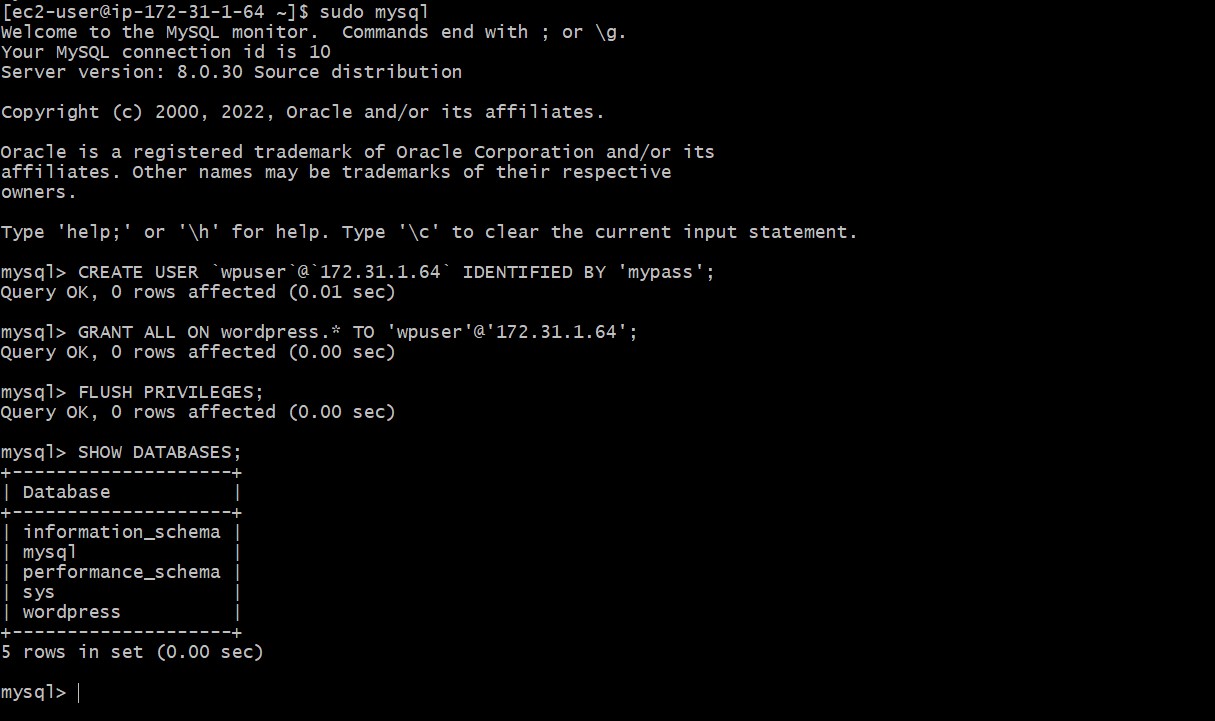 [ec2-user@ip-172-31-1-64 ~]$ sudo mysql
Welcome to the MySQL monitor.  Commands end with ; or \g.
Your MySQL connection id is 10
Server version: 8.0.30 Source distribution

Copyright (c) 2000, 2022, Oracle and/or its affiliates.

Oracle is a registered trademark of Oracle Corporation and/or its
affiliates. Other names may be trademarks of their respective
owners.

Type 'help;' or '\h' for help. Type '\c' to clear the current input statement.

mysql> CREATE USER `wpuser`@`172.31.1.64` IDENTIFIED BY 'mypass';
Query OK, 0 rows affected (0.01 sec)

mysql> GRANT ALL ON wordpress.* TO 'wpuser'@'172.31.1.64';
Query OK, 0 rows affected (0.00 sec)

mysql> FLUSH PRIVILEGES;
Query OK, 0 rows affected (0.00 sec)

mysql> SHOW DATABASES;
+--------------------+
| Database           |
+--------------------+
| information_schema |
| mysql              |
| performance_schema |
| sys                |
| wordpress          |
+--------------------+
5 rows in set (0.00 sec)

mysql>